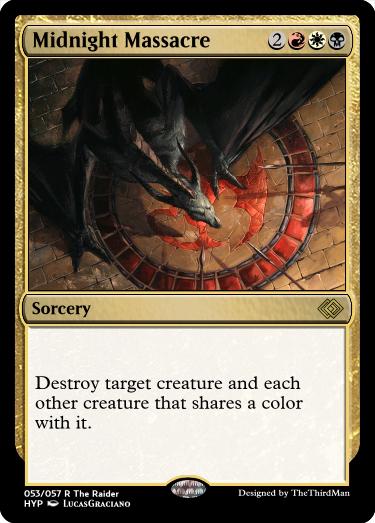 Midnight Massacre 2
Sorcery
Destroy target creature and each
other creature that shares a color
with it.
053/057 R The Raider
HYP LucasGraciano
Designed by TheThirdMan